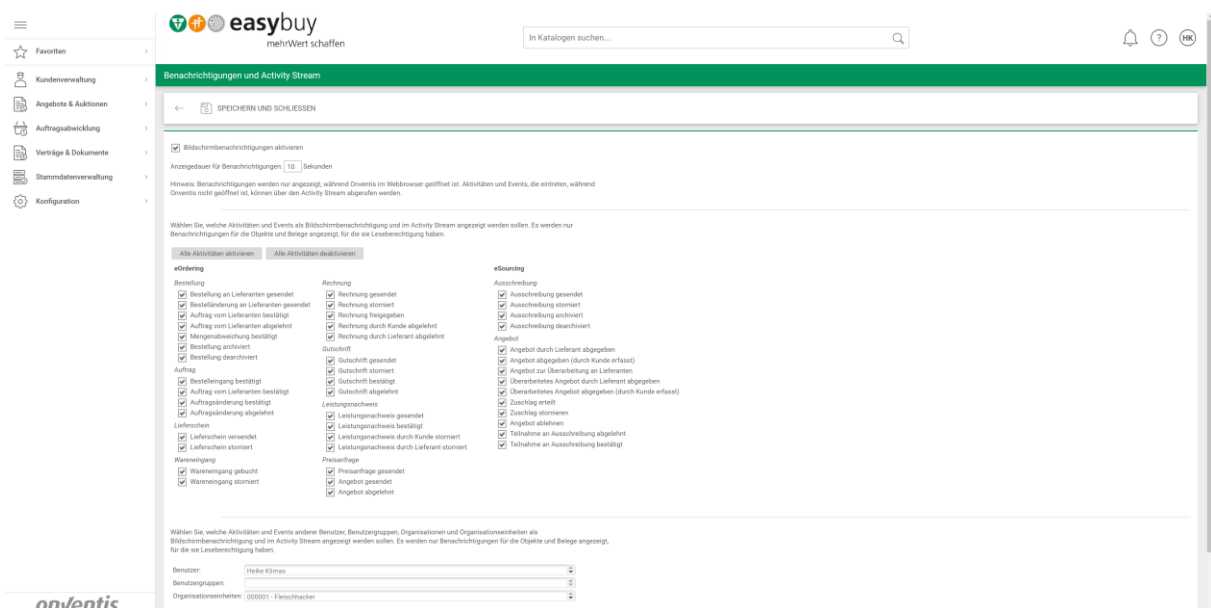 easybuy
mehrWert schaffen
In Katalogen suchen...
?
HK
Favoriten
Kundenverwaltung
Angebote & Auktionen
Auftragsabwicklung
Verträge & Dokumente
Stammdatenverwaltung
Konfiguration
Benachrichtigungen und Activity Stream
SPEICHERN UND SCHLIESSEN
Bildschirmbenachrichtigungen aktivieren
Anzeigedauer für Benachrichtigungen: 10 Sekunden
Hinweis: Benachrichtigungen werden nur angezeigt, während Onventis im Webbrowser geöffnet ist. Aktivitäten und Events, die eintreten, während
Onventis nicht geöffnet ist, können über den Activity Stream abgerufen werden.
Wählen Sie, welche Aktivitäten und Events als Bildschirmbenachrichtigung und im Activity Stream angezeigt werden sollen. Es werden nur
Benachrichtigungen für die Objekte und Belege angezeigt, für die sie Leseberechtigung haben.
Alle Aktivitäten aktivieren
Alle Aktivitäten deaktivieren
eOrdering
Bestellung
Bestellung an Lieferanten gesendet
Bestelländerung an Lieferanten gesendet
Auftrag vom Lieferanten bestätigt
Auftrag vom Lieferanten abgelehnt
Mengenabweichung bestätigt
Bestellung archiviert
Bestellung dearchiviert
Auftrag
Bestelleingang bestätigt
Auftrag vom Lieferanten bestätigt
Auftragsänderung bestätigt
Auftragsänderung abgelehnt
Lieferschein
Lieferschein versendet
Lieferschein storniert
Wareneingang
Wareneingang gebucht
Wareneingang storniert
Rechnung
Rechnung gesendet
Rechnung storniert
Rechnung freigegeben
Rechnung durch Kunde abgelehnt
Rechnung durch Lieferant abgelehnt
Gutschrift
Gutschrift gesendet
Gutschrift storniert
Gutschrift bestätigt
Gutschrift abgelehnt
Leistungsnachweis
Leistungsnachweis gesendet
Leistungsnachweis bestätigt
Leistungsnachweis durch Kunde storniert
Leistungsnachweis durch Lieferant storniert
Preisanfrage
Preisanfrage gesendet
Angebot gesendet
Angebot abgelehnt
eSourcing
Ausschreibung
Ausschreibung gesendet
Ausschreibung storniert
Ausschreibung archiviert
Ausschreibung dearchiviert
Angebot
Angebot durch Lieferant abgegeben
Angebot abgegeben (durch Kunde erfasst)
Angebot zur Überarbeitung an Lieferanten
Überarbeitetes Angebot durch Lieferant abgegeben
Überarbeitetes Angebot abgegeben (durch Kunde erfasst)
Zuschlag erteilt
Zuschlag stornieren
Angebot ablehnen
Teilnahme an Ausschreibung abgelehnt
Teilnahme an Ausschreibung bestätigt
Wählen Sie, welche Aktivitäten und Events anderer Benutzer, Benutzergruppen, Organisationen und Organisationseinheiten als
Bildschirmbenachrichtigung und im Activity Stream angezeigt werden sollen. Es werden nur Benachrichtigungen für die Objekte und Belege angezeigt,
für die sie Leseberechtigung haben.
Benutzer: Heike Klimas
Benutzergruppen:
Organisationseinheiten: 000001 - Fleischhacker
onventis